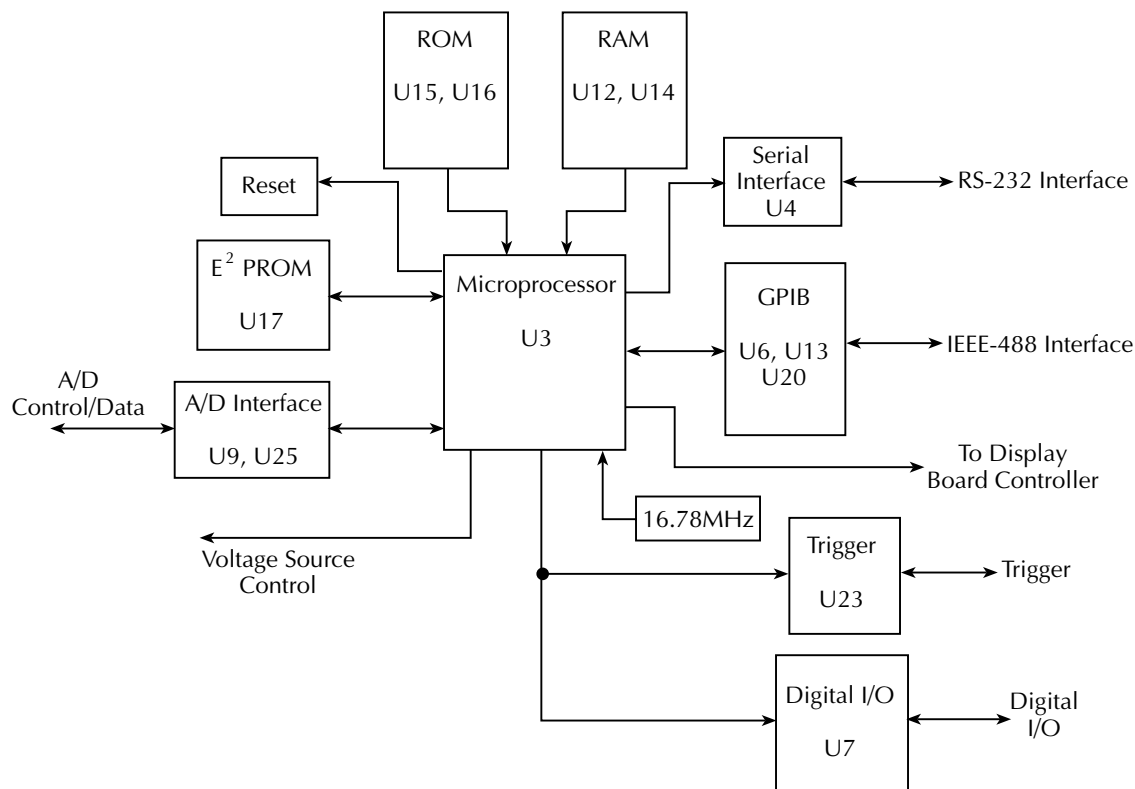 ROM
U15, U16
RAM
U12, U14
Reset
Serial
Interface
U4
RS-232 Interface
E² PROM
U17
Microprocessor
U3
GPIB
U6, U13
U20
IEEE-488 Interface
A/D
Control/Data
A/D Interface
U9, U25
To Display
Board Controller
16.78MHz
Voltage Source
Control
Trigger
U23
Trigger
Digital I/O
U7
Digital
I/O